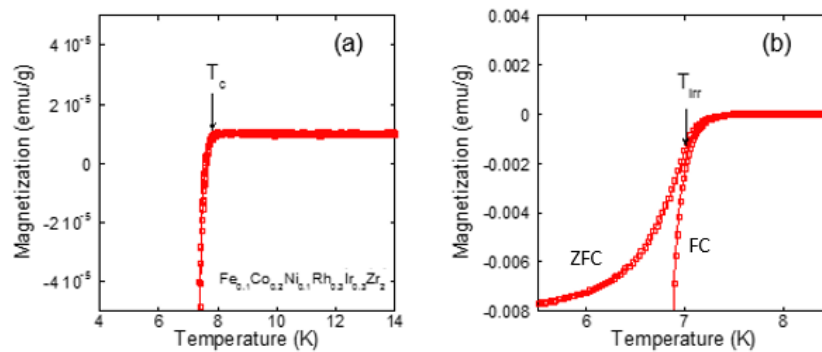 (a)
T_c
4 10⁻⁵
2 10⁻⁵
0
-2 10⁻⁵
-4 10⁻⁵
Magnetization (emu/g)
Fe₀.₁Co₀.₂Ni₀.₁Rh₀.₃Ir₀.₃Zr₂
4 6 8 10 12 14
Temperature (K)
(b)
T_irr
0.004
0.002
0.000
-0.002
-0.004
-0.006
-0.008
Magnetization (emu/g)
ZFC
FC
6 7 8
Temperature (K)